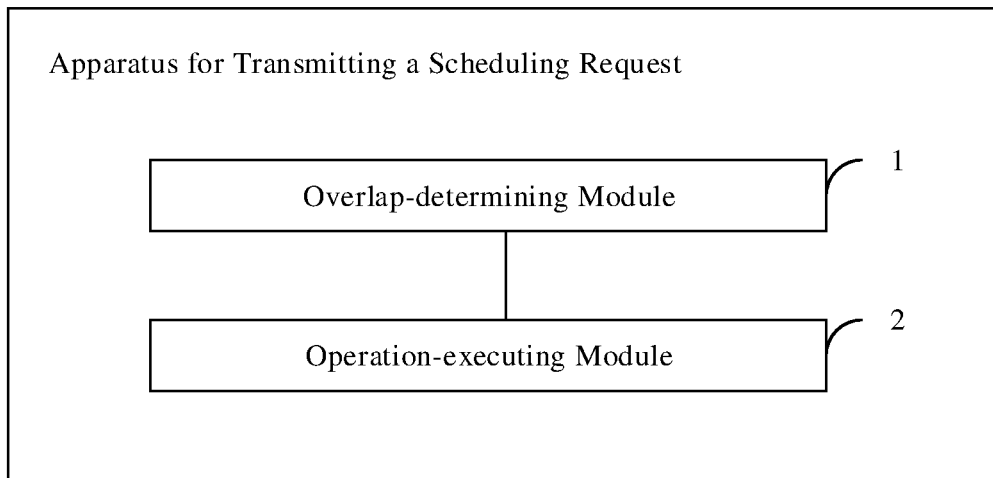 Apparatus for Transmitting a Scheduling Request
1
Overlap-determining Module
2
Operation-executing Module